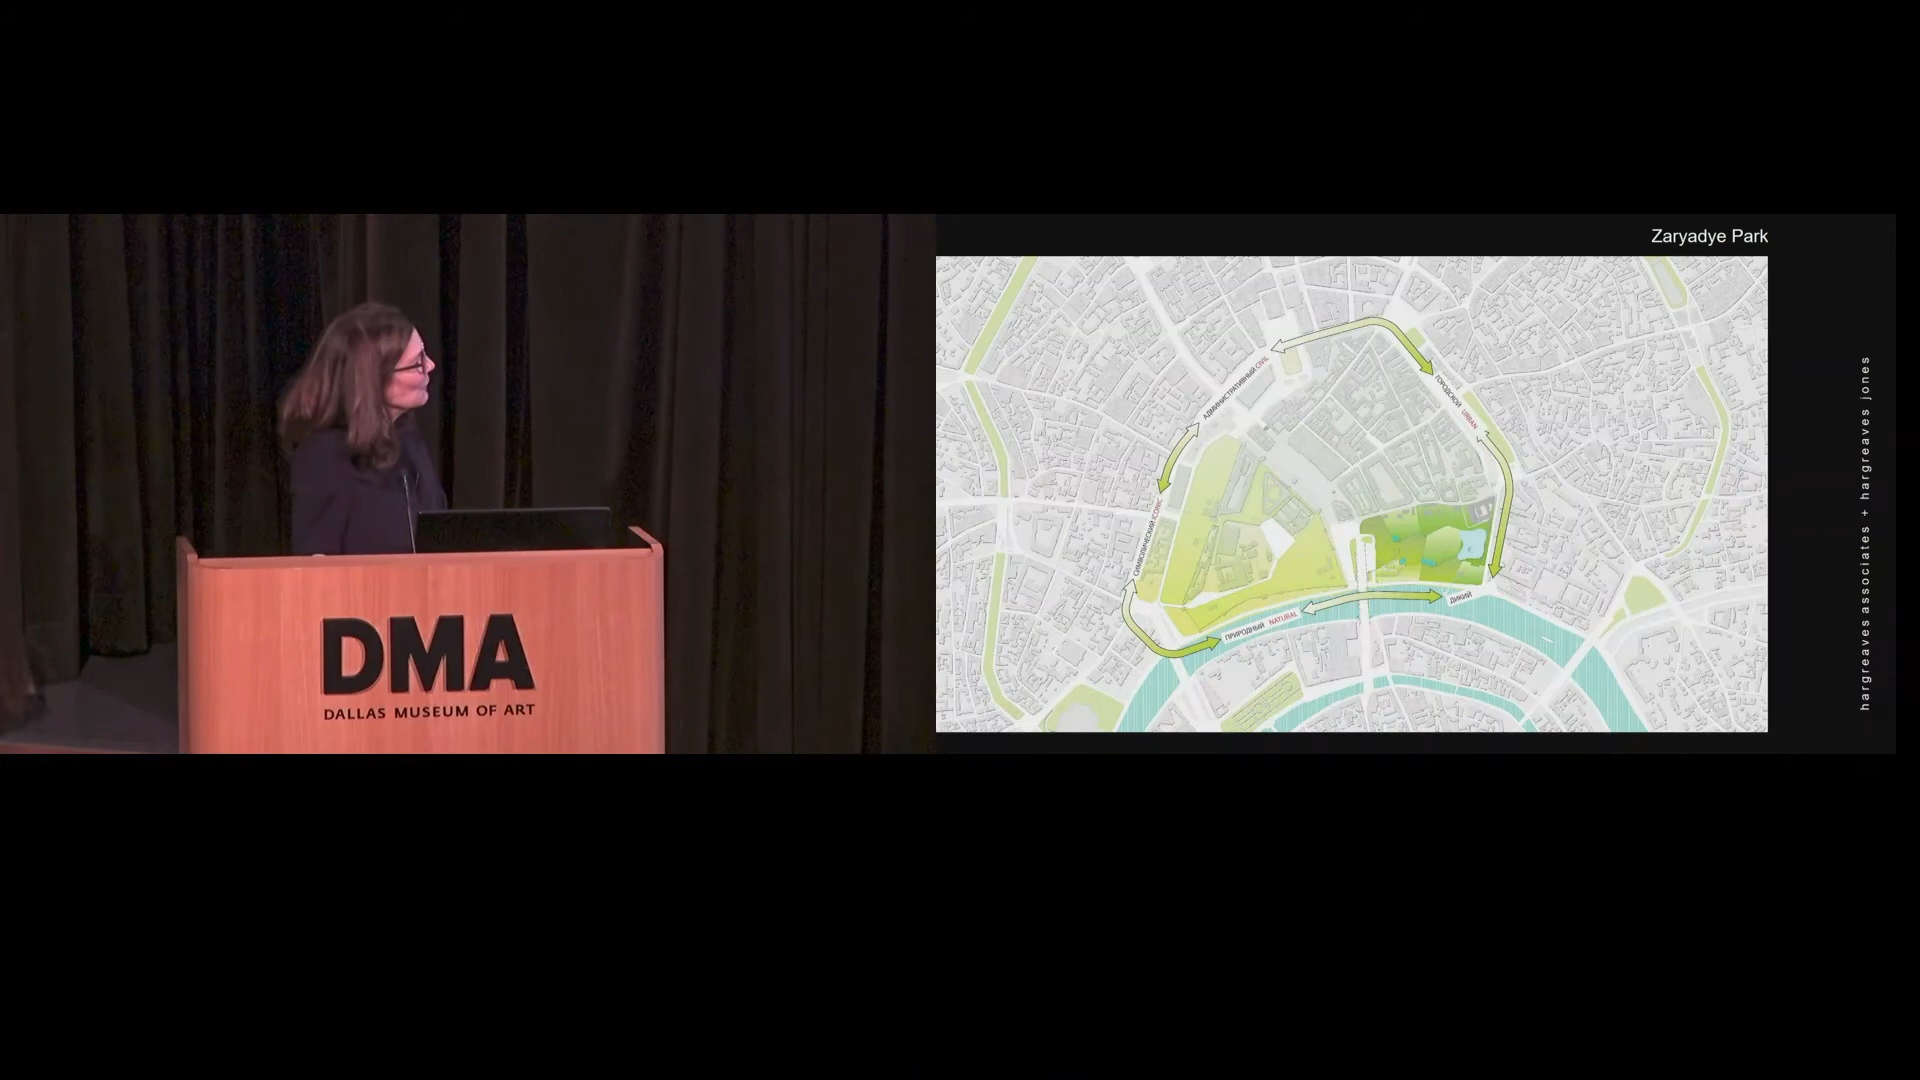 DMA
DALLAS MUSEUM OF ART
Zaryadye Park
АДМИНИСТРАТИВНЫЙ CIVIL
ГОРОДСКОЙ URBAN
СИМВОЛИЧЕСКИЙ ICONIC
ПРИРОДНЫЙ NATURAL
ДИКИЙ
hargreaves associates + hargreaves jones